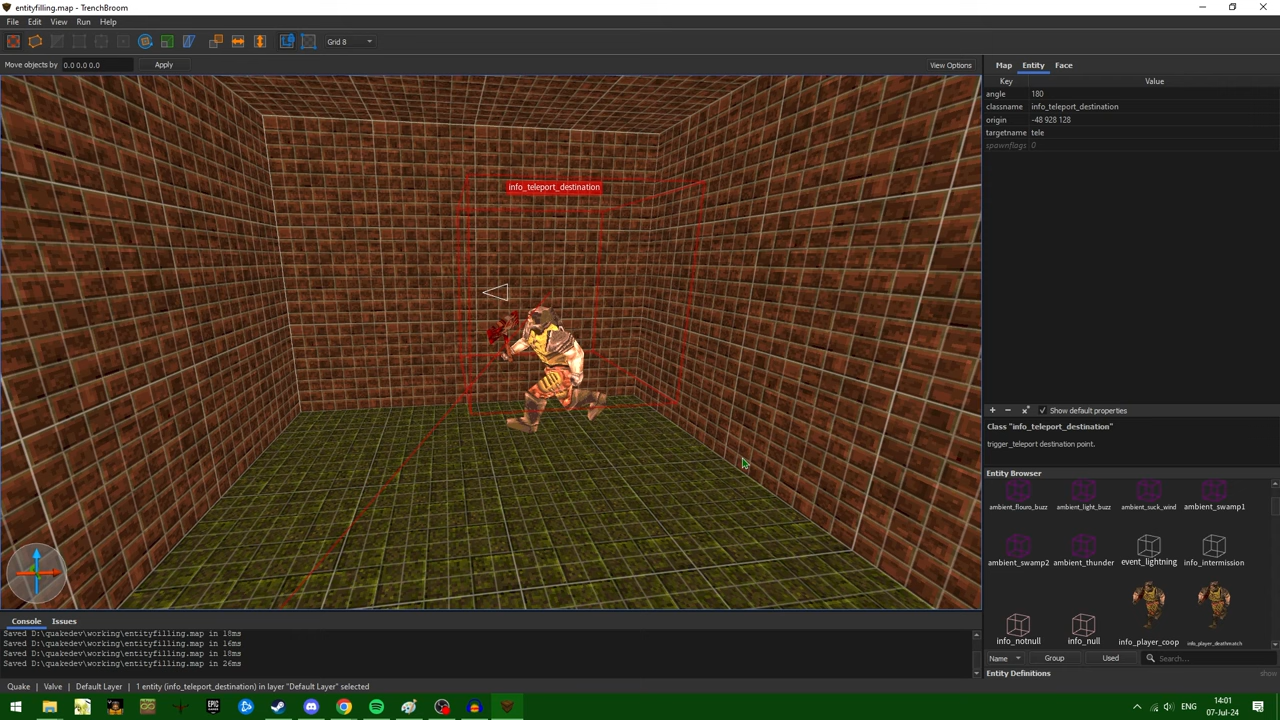 entityfilling.map - TrenchBroom
File Edit View Run Help
Grid 8
Move objects by 0.0 0.0 0.0 Apply View Options
Map Entity Face
Key Value
angle 180
classname info_teleport_destination
origin -48 928 128
targetname tele
spawnflags 0
info_teleport_destination
Show default properties
Class "info_teleport_destination"
trigger_teleport destination point.
Entity Browser
ambient_flouro_buzz ambient_light_buzz ambient_suck_wind ambient_swamp1
ambient_swamp2 ambient_thunder event_lightning info_intermission
info_notnull info_null info_player_coop info_player_deathmatch
Name Group Used Search...
Entity Definitions show
Console Issues
Saved D:\quakedev\working\entityfilling.map in 18ms
Saved D:\quakedev\working\entityfilling.map in 16ms
Saved D:\quakedev\working\entityfilling.map in 18ms
Saved D:\quakedev\working\entityfilling.map in 26ms
Quake Valve Default Layer 1 entity (info_teleport_destination) in layer "Default Layer" selected
EPIC
ENG
14:01
07-Jul-24